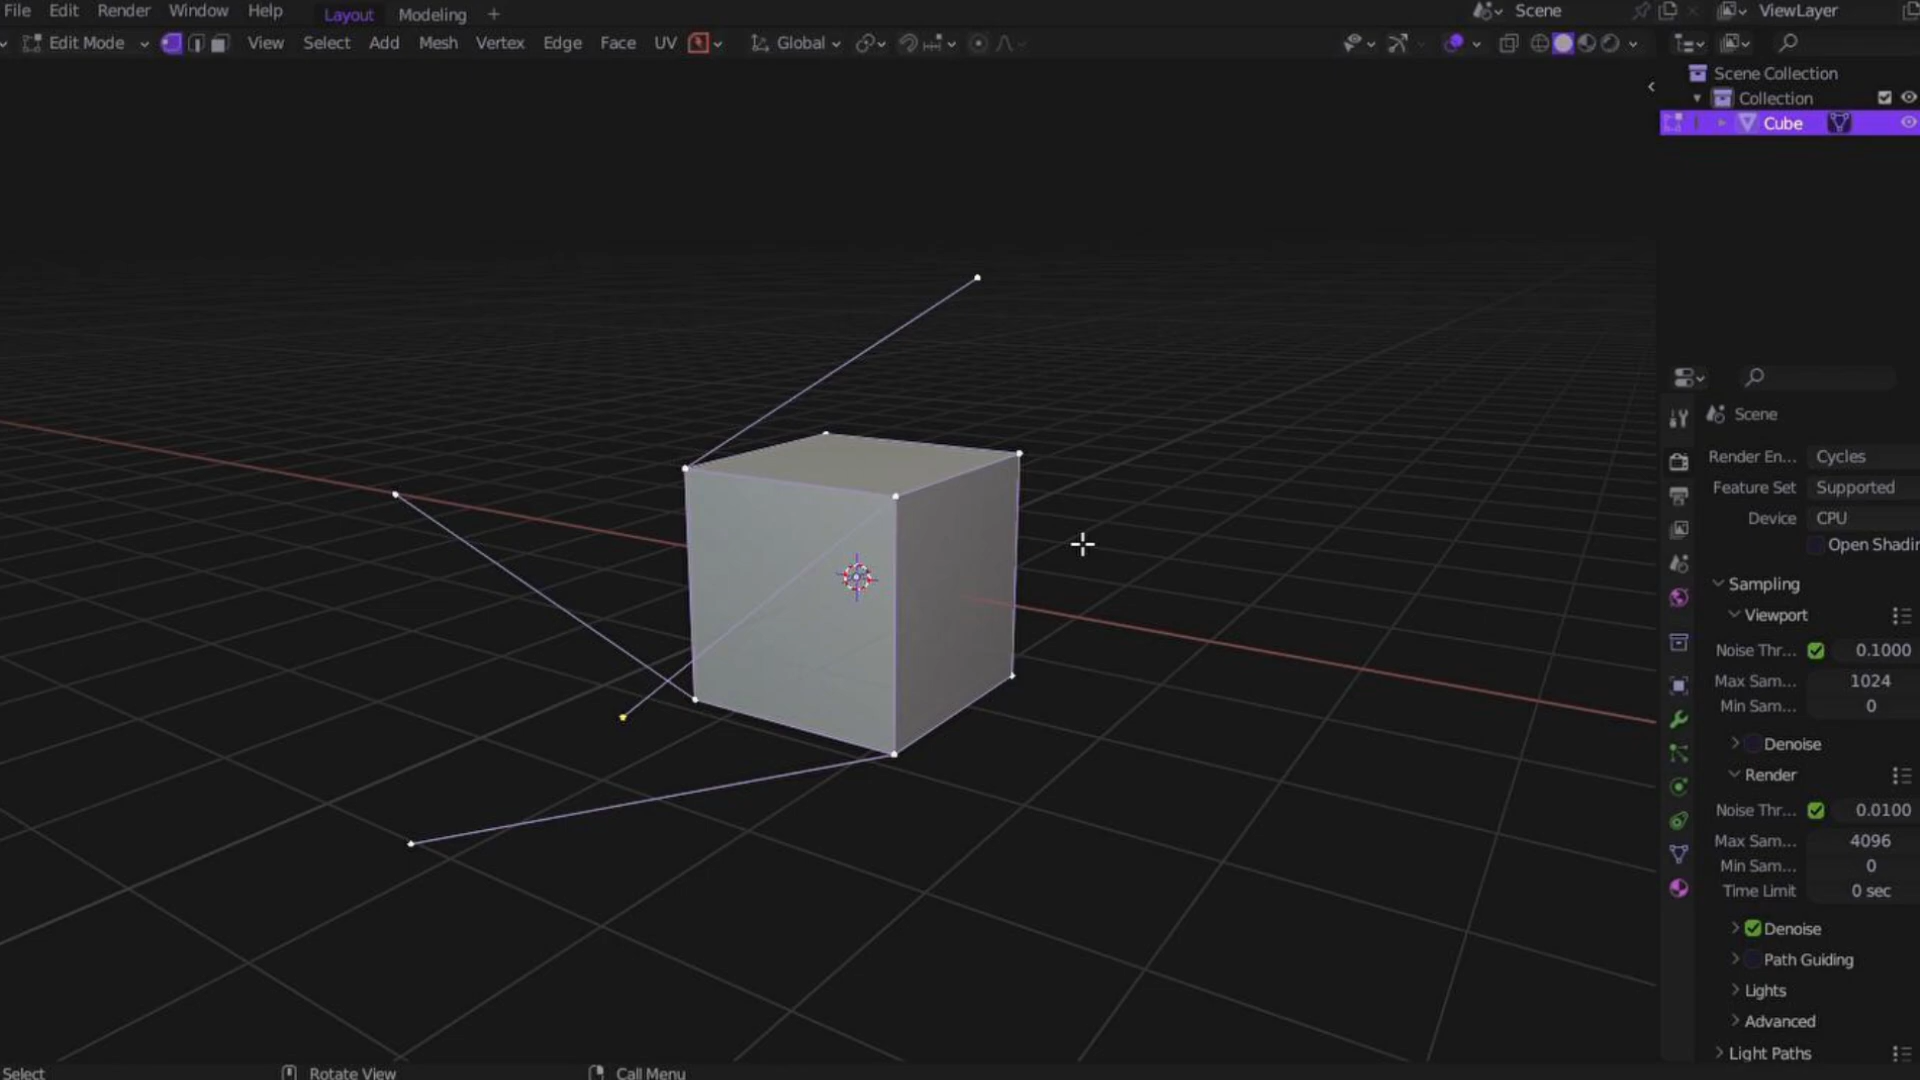 File Edit Render Window Help Layout Modeling + Scene ViewLayer
Edit Mode View Select Add Mesh Vertex Edge Face UV Global
Scene Collection
Collection
Cube
Scene
Render En... Cycles
Feature Set Supported
Device CPU
Open Shadin
Sampling
Viewport
Noise Thr... 0.1000
Max Sam... 1024
Min Sam... 0
Denoise
Render
Noise Thr... 0.0100
Max Sam... 4096
Min Sam... 0
Time Limit 0 sec
Denoise
Path Guiding
Lights
Advanced
Light Paths
Select Rotate View Call Menu